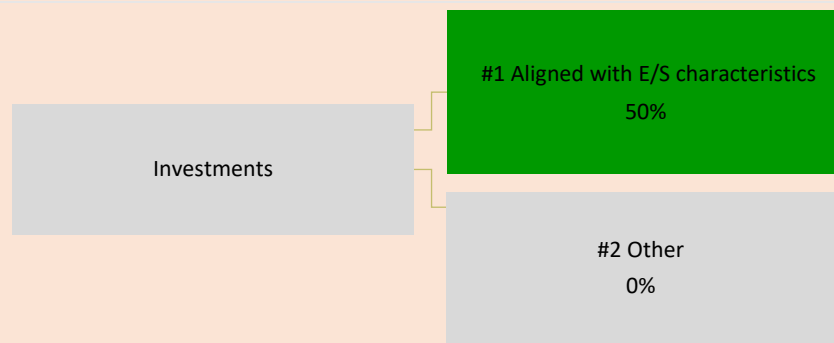 Investments
#1 Aligned with E/S characteristics
50%
#2 Other
0%